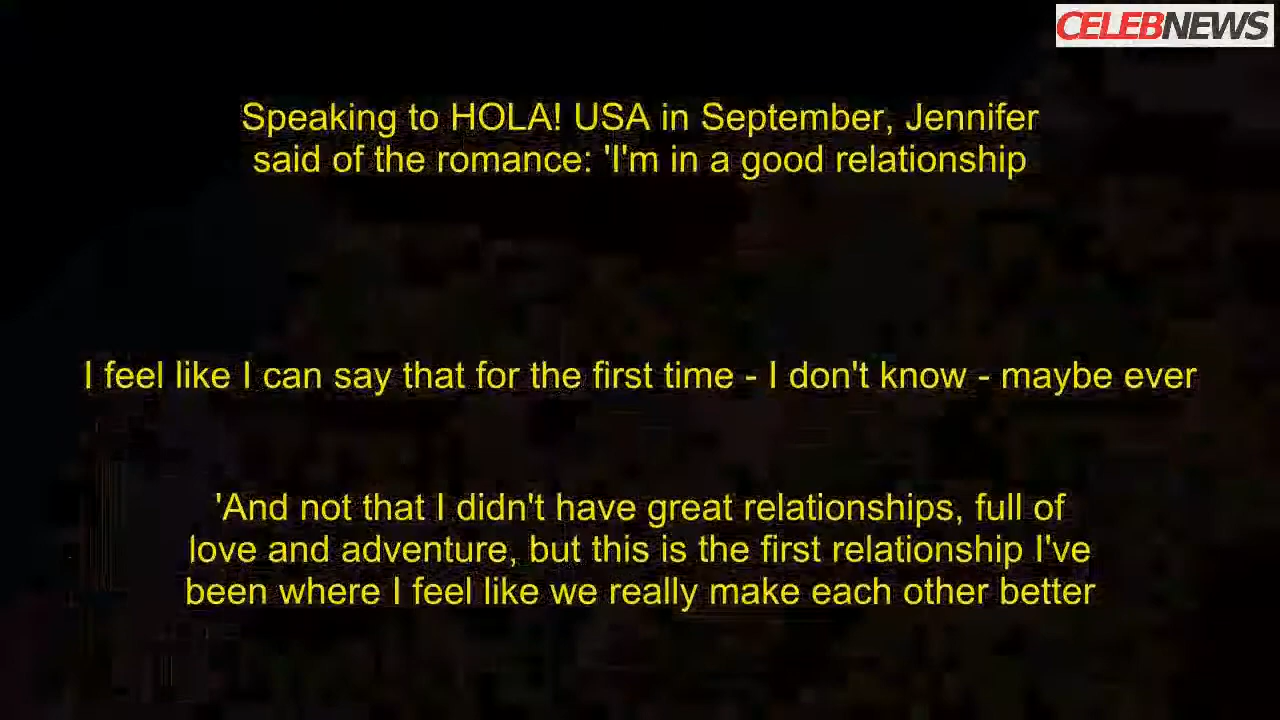 CELEBNEWS
Speaking to HOLA! USA in September, Jennifer
said of the romance: 'I'm in a good relationship
I feel like I can say that for the first time - I don't know - maybe ever
'And not that I didn't have great relationships, full of
love and adventure, but this is the first relationship I've
been where I feel like we really make each other better